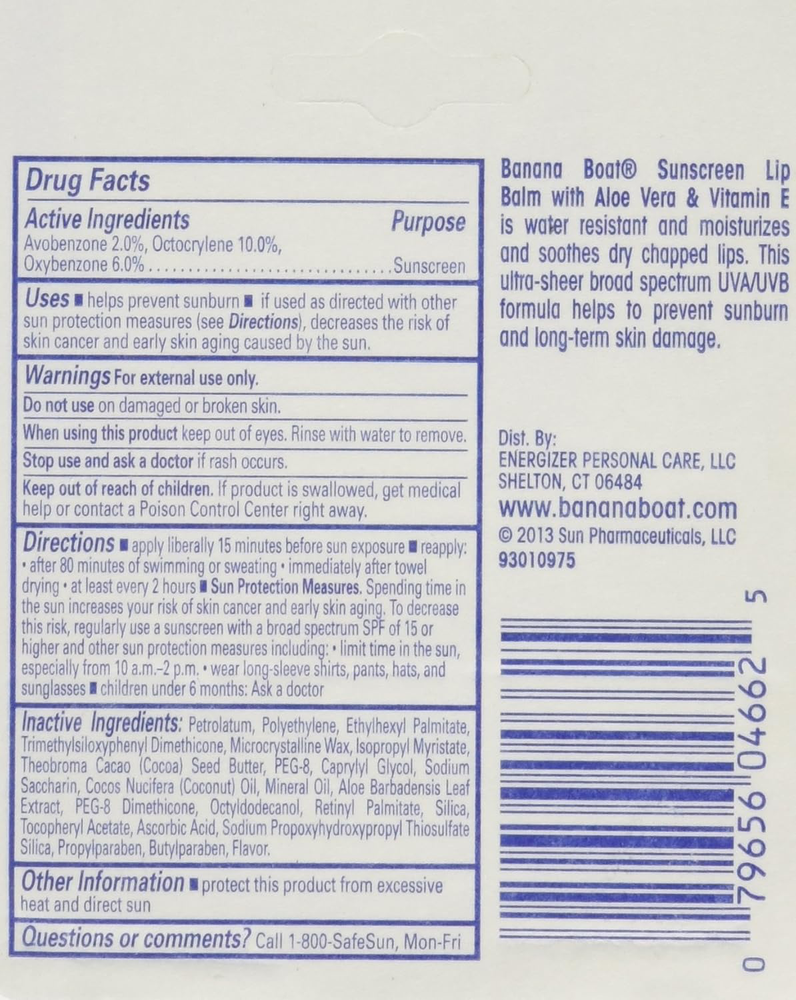 Drug Facts
Active Ingredients Purpose
Avobenzone 2.0%, Octocrylene 10.0%,
Oxybenzone 6.0% ............................... Sunscreen
Uses ■ helps prevent sunburn ■ if used as directed with other
sun protection measures (see Directions), decreases the risk of
skin cancer and early skin aging caused by the sun.
Warnings For external use only.
Do not use on damaged or broken skin.
When using this product keep out of eyes. Rinse with water to remove.
Stop use and ask a doctor if rash occurs.
Keep out of reach of children. If product is swallowed, get medical
help or contact a Poison Control Center right away.
Directions ■ apply liberally 15 minutes before sun exposure ■ reapply:
• after 80 minutes of swimming or sweating • immediately after towel
drying • at least every 2 hours ■ Sun Protection Measures. Spending time in
the sun increases your risk of skin cancer and early skin aging. To decrease
this risk, regularly use a sunscreen with a broad spectrum SPF of 15 or
higher and other sun protection measures including: • limit time in the sun,
especially from 10 a.m.–2 p.m. • wear long-sleeve shirts, pants, hats, and
sunglasses ■ children under 6 months: Ask a doctor
Inactive Ingredients: Petrolatum, Polyethylene, Ethylhexyl Palmitate,
Trimethylsiloxyphenyl Dimethicone, Microcrystalline Wax, Isopropyl Myristate,
Theobroma Cacao (Cocoa) Seed Butter, PEG-8, Caprylyl Glycol, Sodium
Saccharin, Cocos Nucifera (Coconut) Oil, Mineral Oil, Aloe Barbadensis Leaf
Extract, PEG-8 Dimethicone, Octyldodecanol, Retinyl Palmitate, Silica,
Tocopheryl Acetate, Ascorbic Acid, Sodium Propoxyhydroxypropyl Thiosulfate
Silica, Propylparaben, Butylparaben, Flavor.
Other Information ■ protect this product from excessive
heat and direct sun
Questions or comments? Call 1-800-SafeSun, Mon-Fri
Banana Boat® Sunscreen Lip
Balm with Aloe Vera & Vitamin E
is water resistant and moisturizes
and soothes dry chapped lips. This
ultra-sheer broad spectrum UVA/UVB
formula helps to prevent sunburn
and long-term skin damage.
Dist. By:
ENERGIZER PERSONAL CARE, LLC
SHELTON, CT 06484
www.bananaboat.com
© 2013 Sun Pharmaceuticals, LLC
93010975
0 79656 04662 5